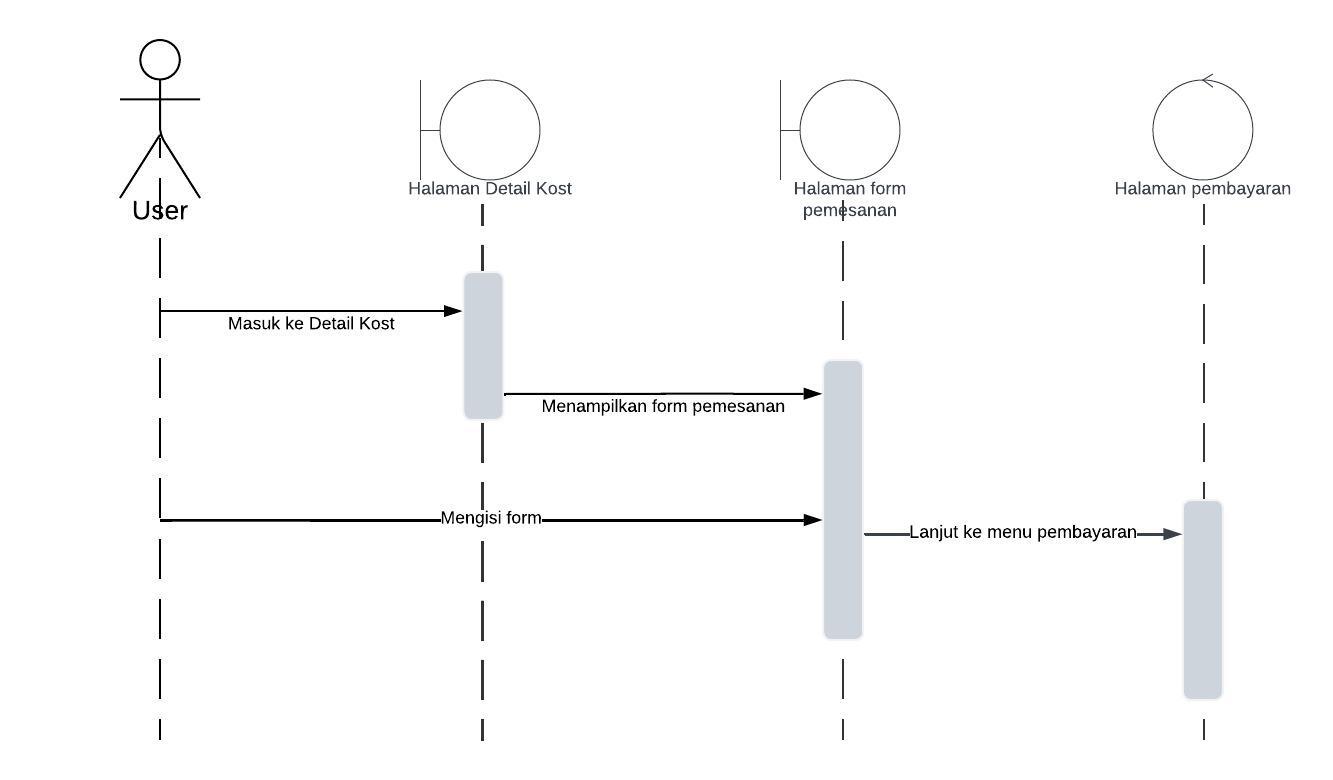 Halaman Detail Kost
Halaman form
pemesanan
Halaman pembayaran
User
Masuk ke Detail Kost
Menampilkan form pemesanan
Mengisi form
Lanjut ke menu pembayaran